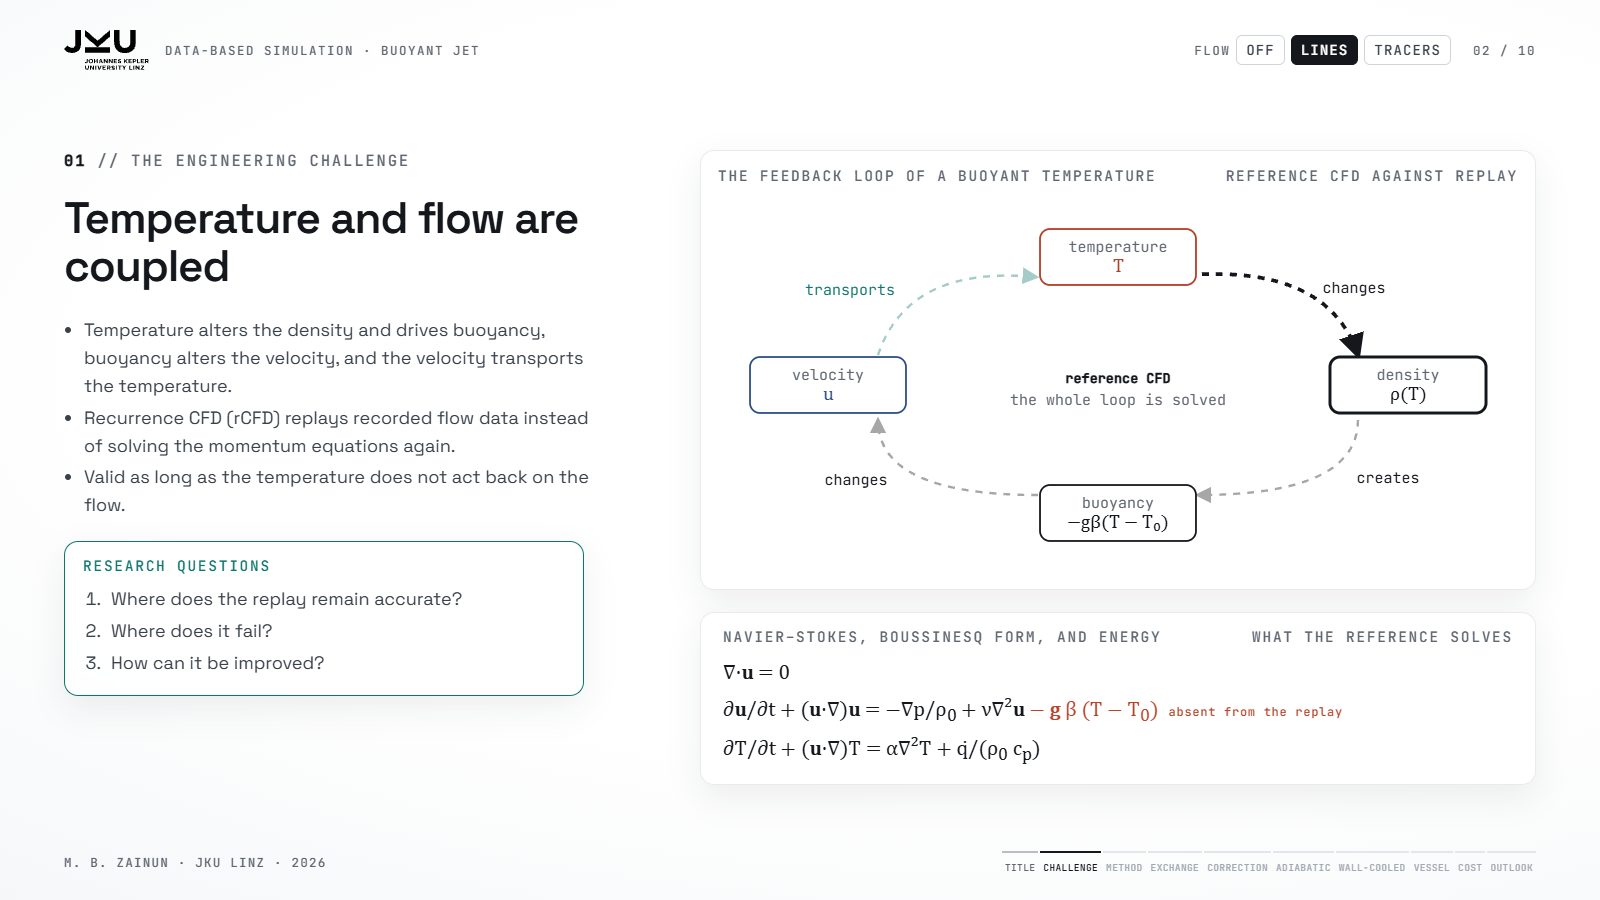 JKU
JOHANNES KEPLER
UNIVERSITY LINZ
DATA-BASED SIMULATION · BUOYANT JET
FLOW OFF LINES TRACERS 02 / 10
01 // THE ENGINEERING CHALLENGE
Temperature and flow are
coupled
• Temperature alters the density and drives buoyancy,
buoyancy alters the velocity, and the velocity transports
the temperature.
• Recurrence CFD (rCFD) replays recorded flow data instead
of solving the momentum equations again.
• Valid as long as the temperature does not act back on the
flow.
RESEARCH QUESTIONS
1. Where does the replay remain accurate?
2. Where does it fail?
3. How can it be improved?
THE FEEDBACK LOOP OF A BUOYANT TEMPERATURE
REFERENCE CFD AGAINST REPLAY
temperature
T
transports
changes
velocity
u
reference CFD
the whole loop is solved
density
ρ(T)
changes
creates
buoyancy
−gβ(T − T₀)
NAVIER–STOKES, BOUSSINESQ FORM, AND ENERGY
WHAT THE REFERENCE SOLVES
∇·u = 0
∂u/∂t + (u·∇)u = −∇p/ρ₀ + ν∇²u − g β (T − T₀) absent from the replay
∂T/∂t + (u·∇)T = α∇²T + q̇/(ρ₀ cₚ)
M. B. ZAINUN · JKU LINZ · 2026
TITLE CHALLENGE METHOD EXCHANGE CORRECTION ADIABATIC WALL-COOLED VESSEL COST OUTLOOK